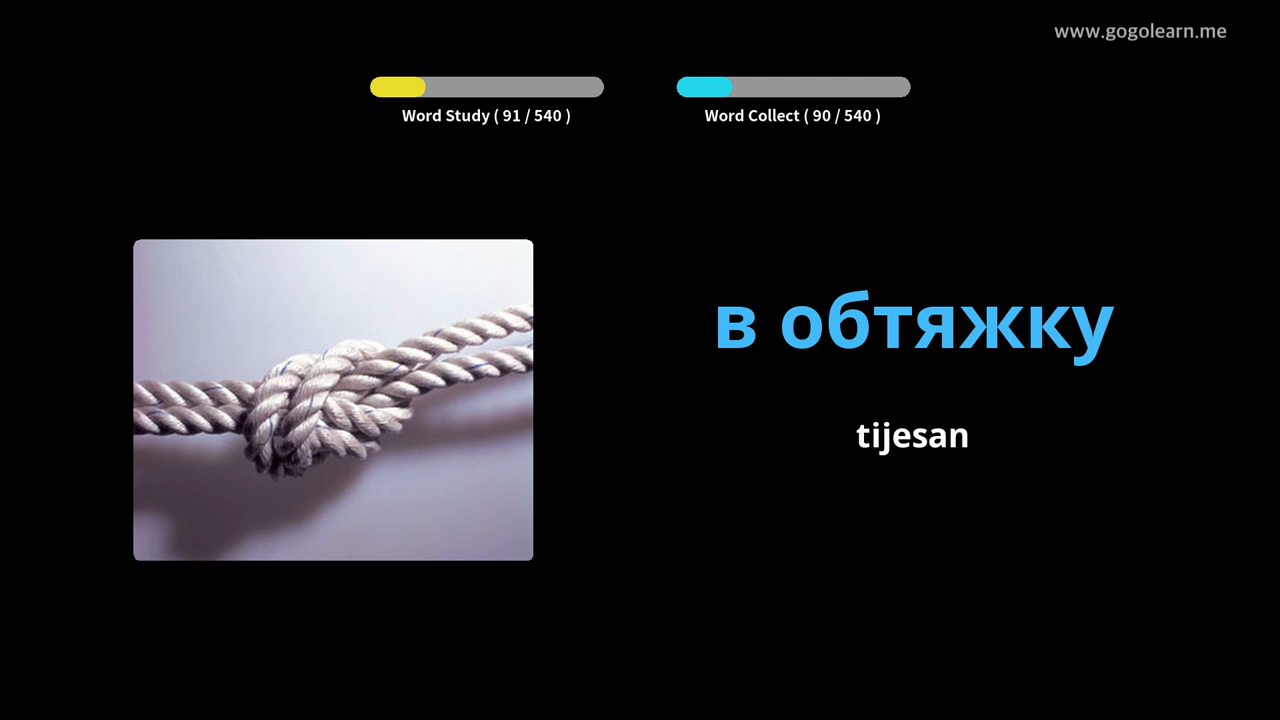 www.gogolearn.me
Word Study ( 91 / 540 )
Word Collect ( 90 / 540 )
в обтяжку
tijesan